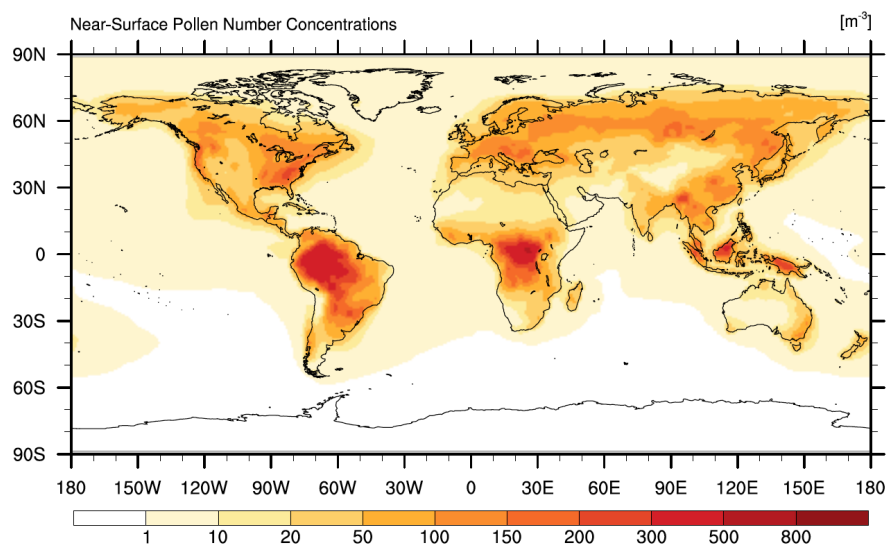 Near-Surface Pollen Number Concentrations [m⁻³]
90N
60N
30N
0
30S
60S
90S
180 150W 120W 90W 60W 30W 0 30E 60E 90E 120E 150E 180
1 10 20 50 100 150 200 300 500 800